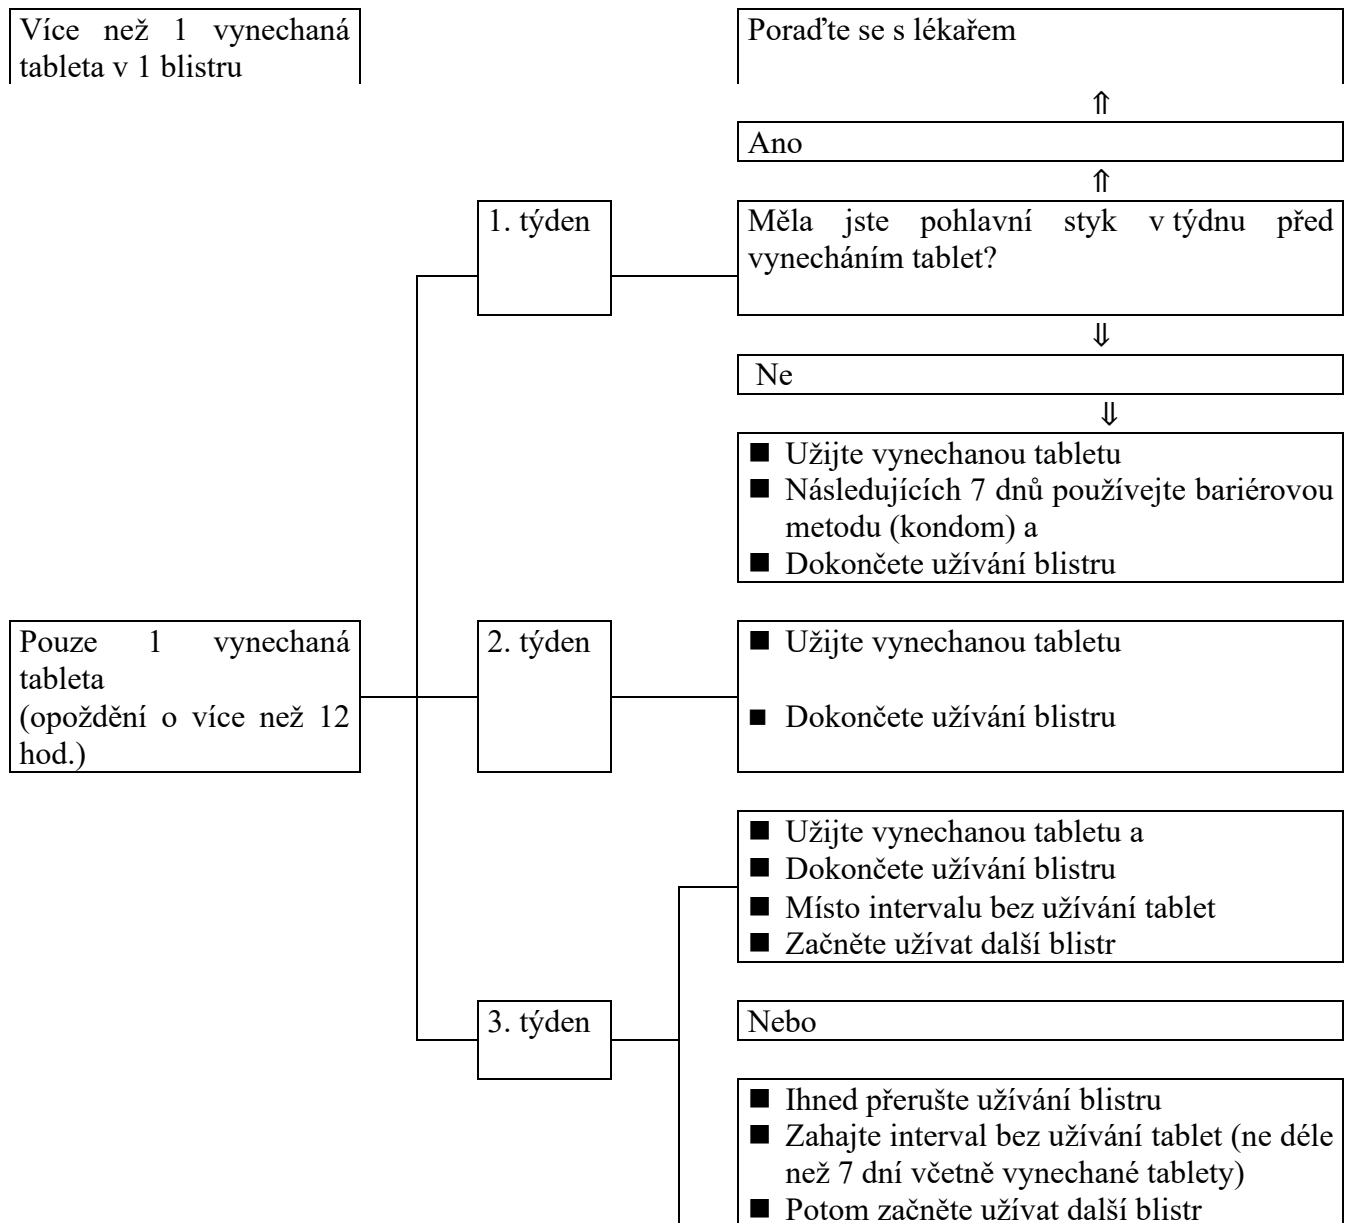 Více než 1 vynechaná
tableta v 1 blistru
Poraďte se s lékařem
⇑
Ano
⇑
1. týden
Měla jste pohlavní styk v týdnu před
vynecháním tablet?
⇓
Ne
⇓
■ Užijte vynechanou tabletu
■ Následujících 7 dnů používejte bariérovou
metodu (kondom) a
■ Dokončete užívání blistru
Pouze 1 vynechaná
tableta
(opoždění o více než 12
hod.)
2. týden
■ Užijte vynechanou tabletu
■ Dokončete užívání blistru
■ Užijte vynechanou tabletu a
■ Dokončete užívání blistru
■ Místo intervalu bez užívání tablet
■ Začněte užívat další blistr
3. týden
Nebo
■ Ihned přerušte užívání blistru
■ Zahajte interval bez užívání tablet (ne déle
než 7 dní včetně vynechané tablety)
■ Potom začněte užívat další blistr